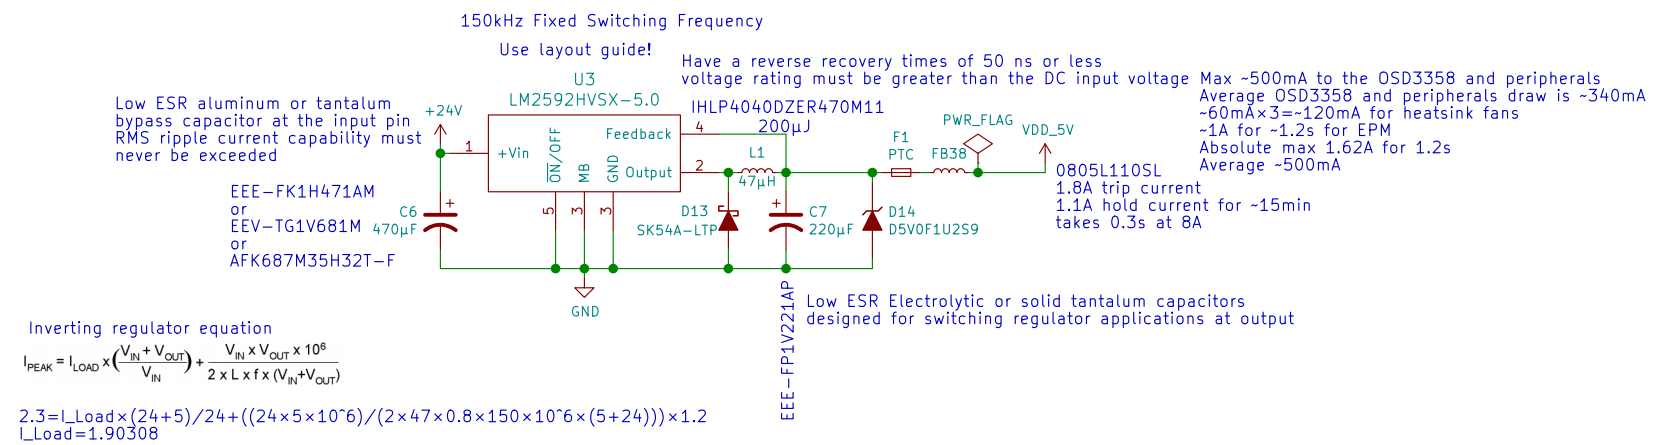 150kHz Fixed Switching Frequency
Use layout guide!
Have a reverse recovery times of 50 ns or less
voltage rating must be greater than the DC input voltage
Max ~500mA to the OSD3358 and peripherals
Average OSD3358 and peripherals draw is ~340mA
~60mA×3=~120mA for heatsink fans
~1A for ~1.2s for EPM
Absolute max 1.62A for 1.2s
Average ~500mA
U3
LM2592HVSX-5.0
IHLP4040DZER470M11
200µJ
Low ESR aluminum or tantalum
bypass capacitor at the input pin
RMS ripple current capability must
never be exceeded
+24V
1
+Vin
ON/OFF
MB
GND
Feedback
Output
4
2
5
3
3
L1
47µH
F1
PTC
FB38
PWR_FLAG
VDD_5V
0805L110SL
1.8A trip current
1.1A hold current for ~15min
takes 0.3s at 8A
EEE-FK1H471AM
or
EEV-TG1V681M
or
AFK687M35H32T-F
C6
470µF
D13
SK54A-LTP
C7
220µF
D14
D5V0F1U2S9
GND
EEE-FP1V221AP
Low ESR Electrolytic or solid tantalum capacitors
designed for switching regulator applications at output
Inverting regulator equation
I_PEAK = I_LOAD x ((V_IN + V_OUT)/V_IN) + (V_IN x V_OUT x 10^6)/(2 x L x f x (V_IN+V_OUT))
2.3=I_Load×(24+5)/24+((24×5×10^6)/(2×47×0.8×150×10^6×(5+24)))×1.2
I_Load=1.90308